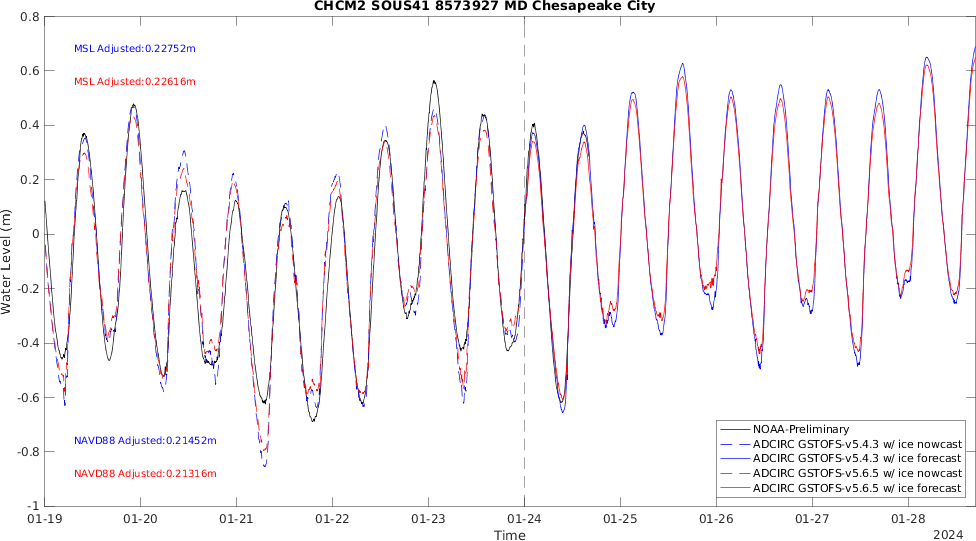 CHCM2 SOUS41 8573927 MD Chesapeake City
0.8
0.6
0.4
0.2
0
-0.2
-0.4
-0.6
-0.8
-1
Water Level (m)
MSL Adjusted:0.22752m
MSL Adjusted:0.22616m
NAVD88 Adjusted:0.21452m
NAVD88 Adjusted:0.21316m
NOAA-Preliminary
ADCIRC GSTOFS-v5.4.3 w/ ice nowcast
ADCIRC GSTOFS-v5.4.3 w/ ice forecast
ADCIRC GSTOFS-v5.6.5 w/ ice nowcast
ADCIRC GSTOFS-v5.6.5 w/ ice forecast
01-19 01-20 01-21 01-22 01-23 01-24 01-25 01-26 01-27 01-28
Time
2024